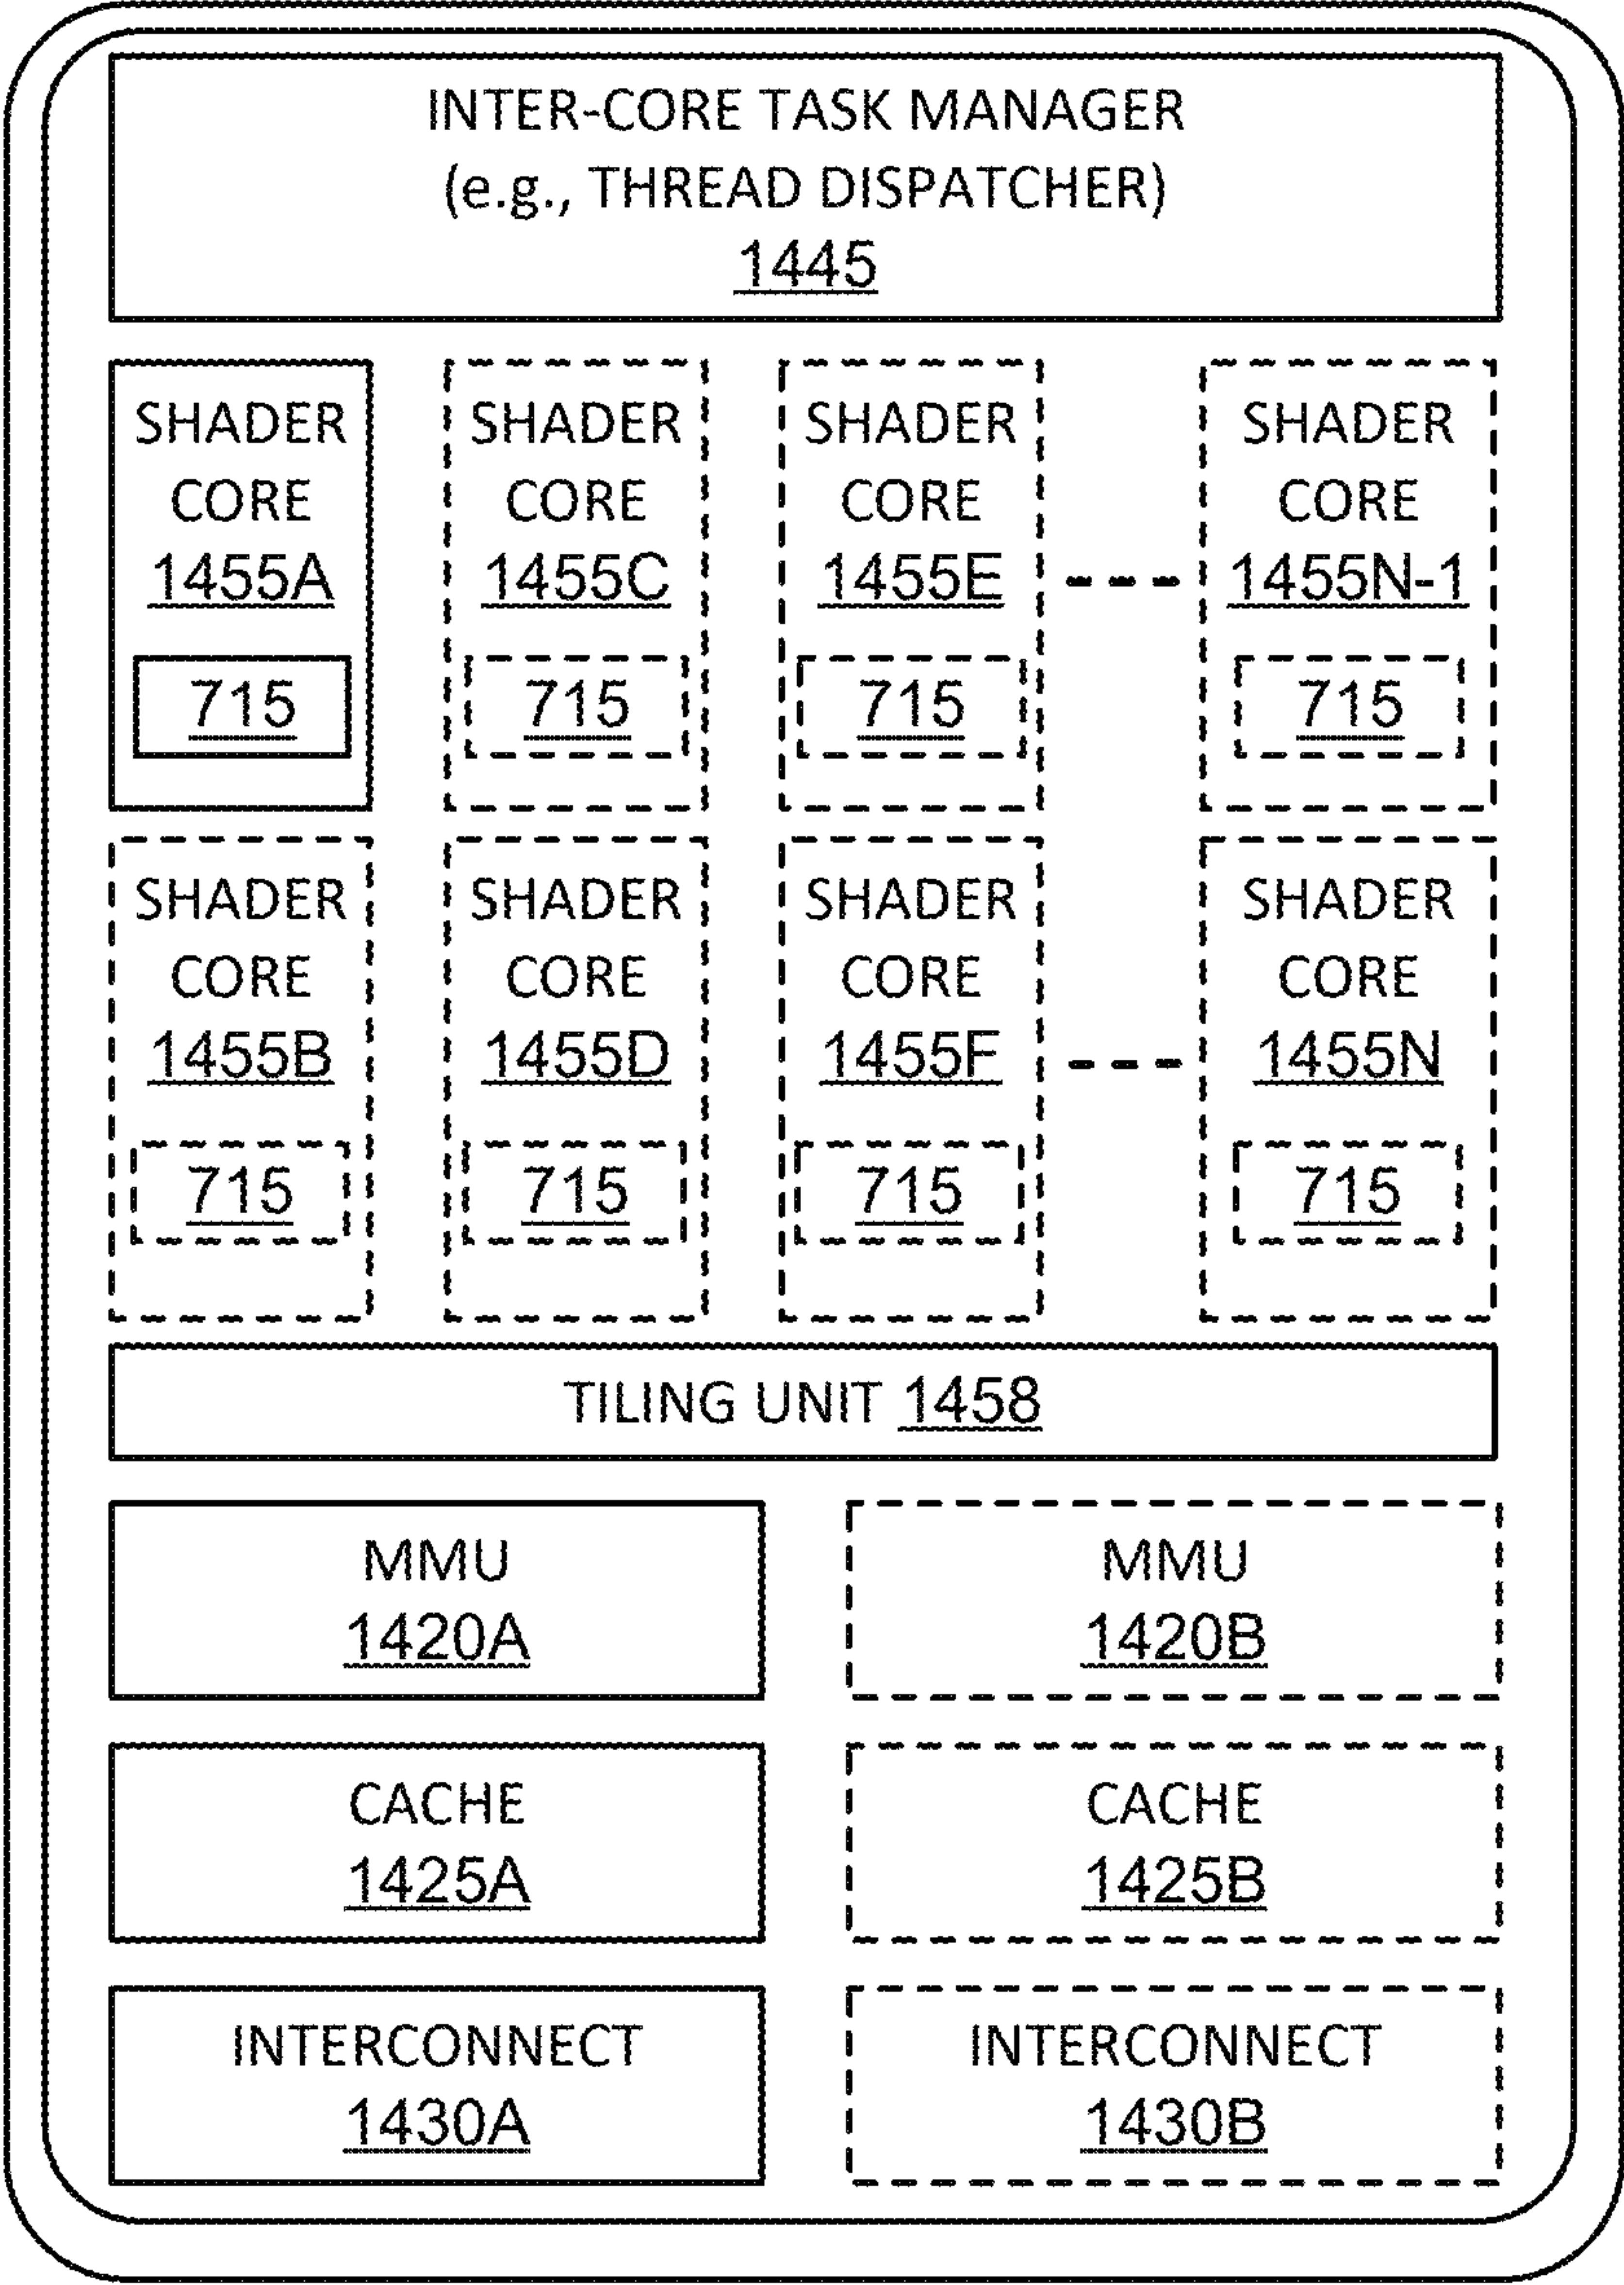 INTER-CORE TASK MANAGER
(e.g., THREAD DISPATCHER)
1445
SHADER
CORE
1455A
715
SHADER
CORE
1455C
715
SHADER
CORE
1455E
715
SHADER
CORE
1455N-1
715
SHADER
CORE
1455B
715
SHADER
CORE
1455D
715
SHADER
CORE
1455F
715
SHADER
CORE
1455N
715
TILING UNIT 1458
MMU
1420A
MMU
1420B
CACHE
1425A
CACHE
1425B
INTERCONNECT
1430A
INTERCONNECT
1430B